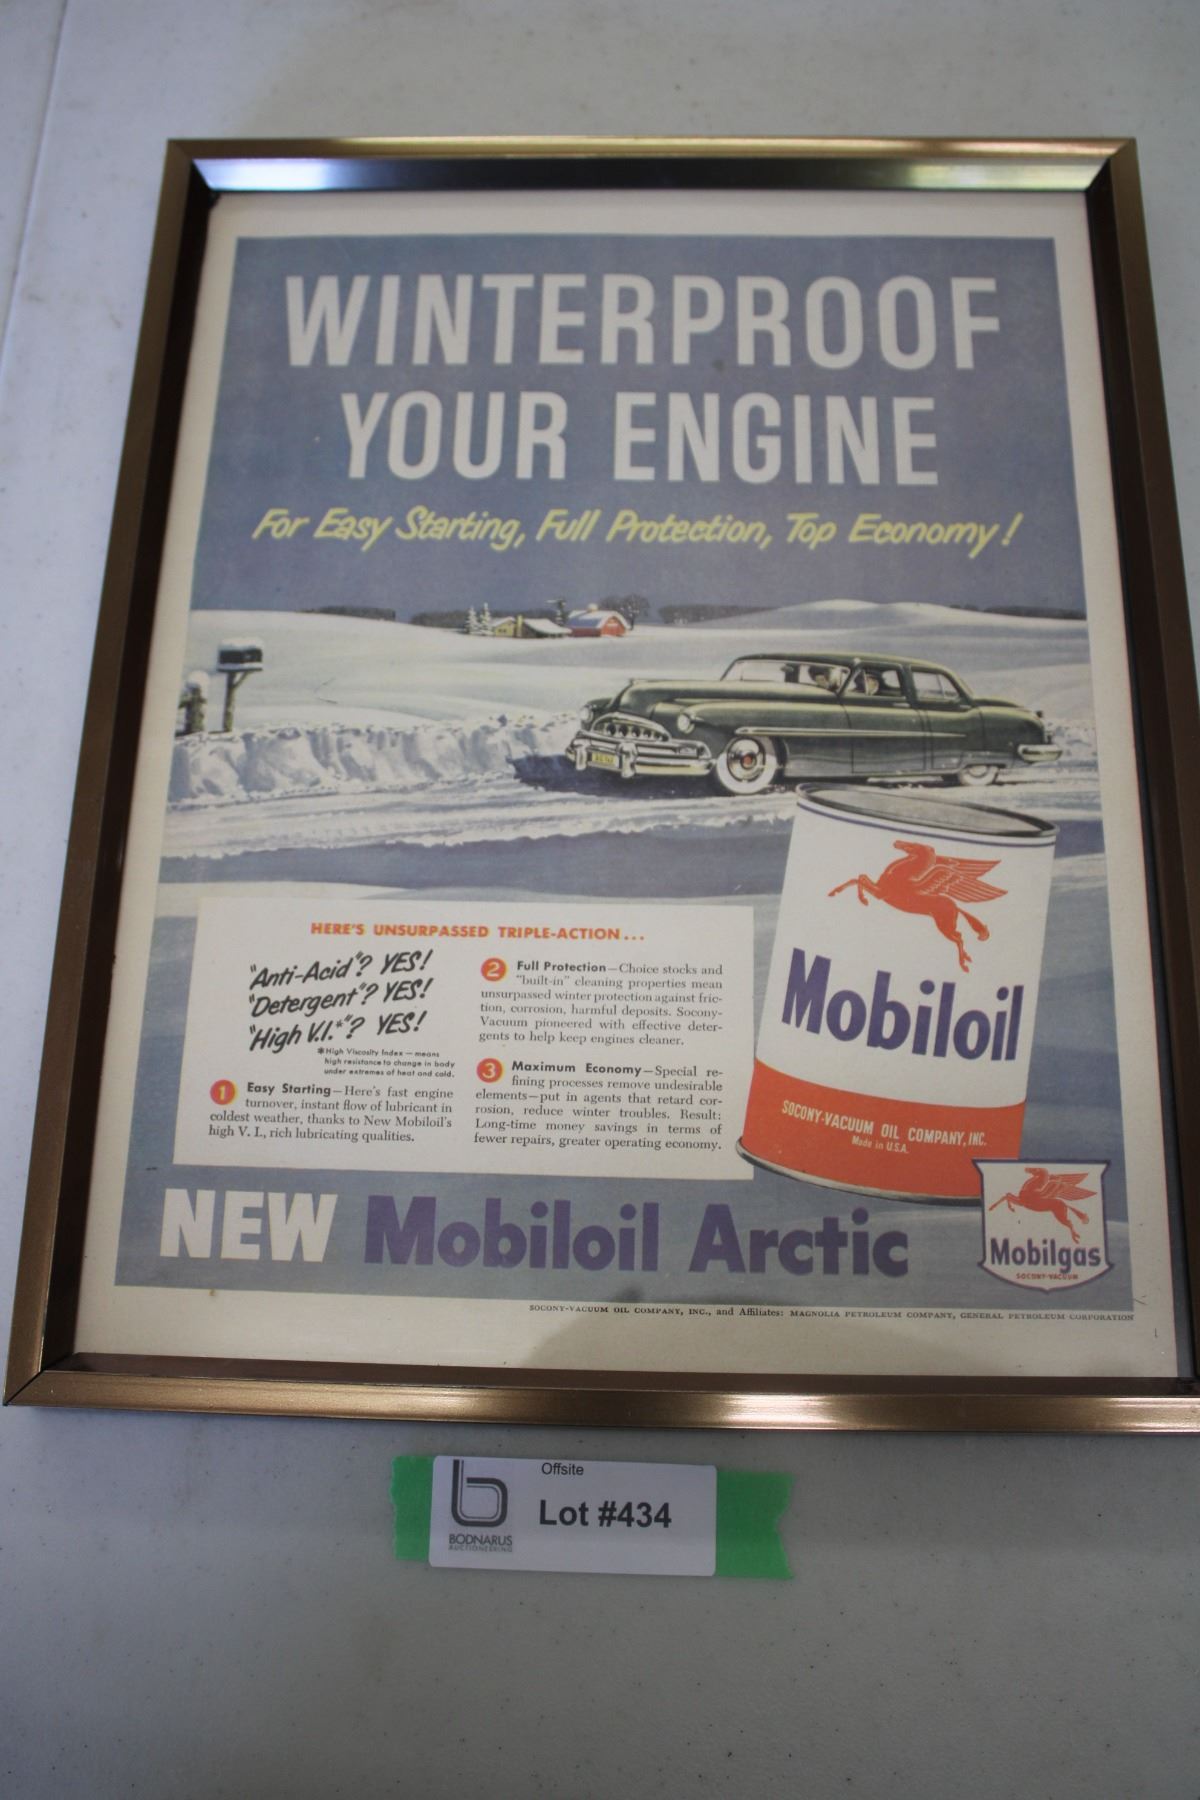 WINTERPROOF
YOUR ENGINE
For Easy Starting, Full Protection, Top Economy!
HERE'S UNSURPASSED TRIPLE-ACTION...
"Anti-Acid"? YES!
"Detergent"? YES!
"High V.I.*"? YES!
*High Viscosity Index—means
high resistance to change in body
under extremes of heat and cold.
1 Easy Starting—Here's fast engine
turnover, instant flow of lubricant in
coldest weather, thanks to New Mobiloil's
high V. I., rich lubricating qualities.
2 Full Protection—Choice stocks and
"built-in" cleaning properties mean
unsurpassed winter protection against fric-
tion, corrosion, harmful deposits. Socony-
Vacuum pioneered with effective deter-
gents to help keep engines cleaner.
3 Maximum Economy—Special re-
fining processes remove undesirable
elements—put in agents that retard cor-
rosion, reduce winter troubles. Result:
Long-time money savings in terms of
fewer repairs, greater operating economy.
Mobiloil
SOCONY-VACUUM OIL COMPANY, INC.
Made in U.S.A.
NEW Mobiloil Arctic
Mobilgas
SOCONY-VACUUM
SOCONY-VACUUM OIL COMPANY, INC., and Affiliates: MAGNOLIA PETROLEUM COMPANY, GENERAL PETROLEUM CORPORATION
Offsite
Lot #434
b
BODNARUS
AUCTIONEERING